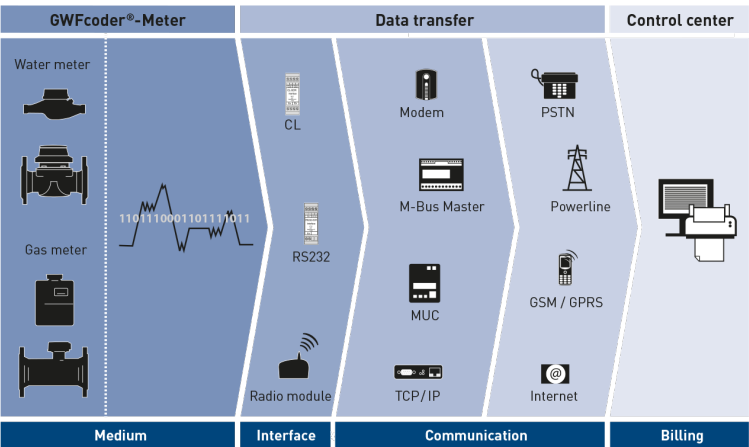 GWFcoder®-Meter
Data transfer
Control center
Water meter
Gas meter
11011100011011111011
CL
RS232
Radio module
Modem
M-Bus Master
MUC
TCP/IP
PSTN
Powerline
GSM / GPRS
@
Internet
Medium
Interface
Communication
Billing